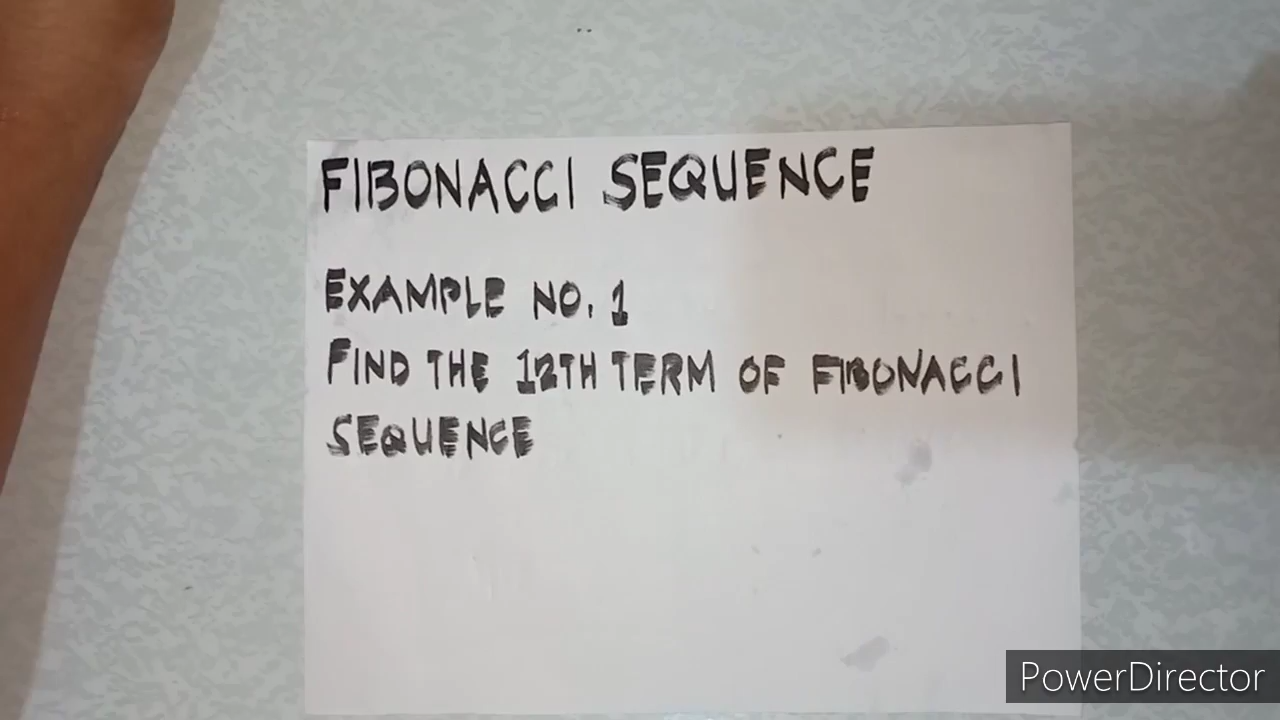 FIBONACCI SEQUENCE
EXAMPLE NO. 1
FIND THE 12TH TERM OF FIBONACCI
SEQUENCE
PowerDirector